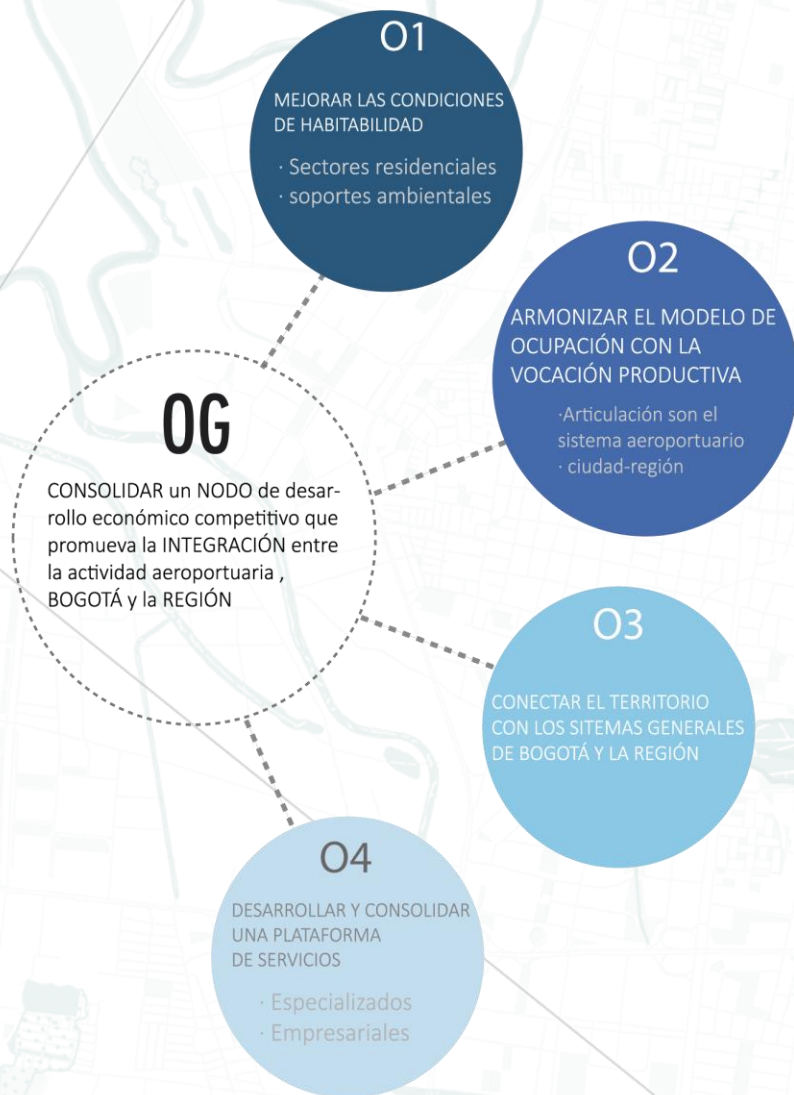 O1
MEJORAR LAS CONDICIONES
DE HABITABILIDAD
· Sectores residenciales
· soportes ambientales
O2
ARMONIZAR EL MODELO DE
OCUPACIÓN CON LA
VOCACIÓN PRODUCTIVA
·Articulación son el
sistema aeroportuario
· ciudad-región
OG
CONSOLIDAR un NODO de desar-
rollo económico competitivo que
promueva la INTEGRACIÓN entre
la actividad aeroportuaria ,
BOGOTÁ y la REGIÓN
O3
CONECTAR EL TERRITORIO
CON LOS SITEMAS GENERALES
DE BOGOTÁ Y LA REGIÓN
O4
DESARROLLAR Y CONSOLIDAR
UNA PLATAFORMA
DE SERVICIOS
· Especializados
· Empresariales